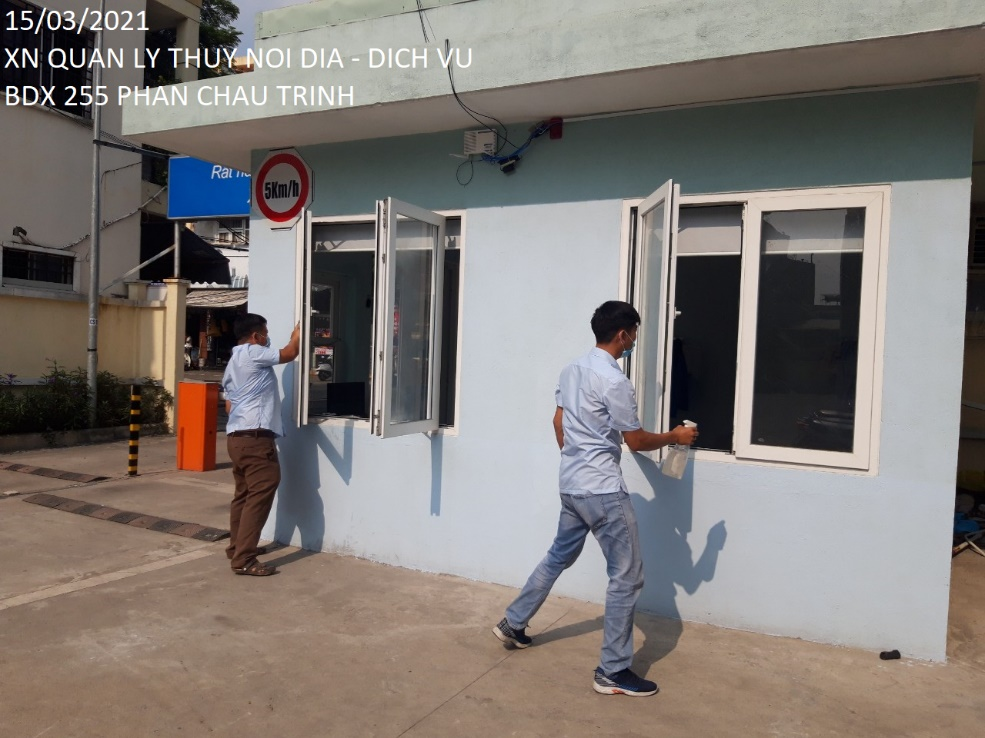 15/03/2021
XN QUAN LY THUY NOI DIA - DICH VU
BDX 255 PHAN CHAU TRINH
5Km/h